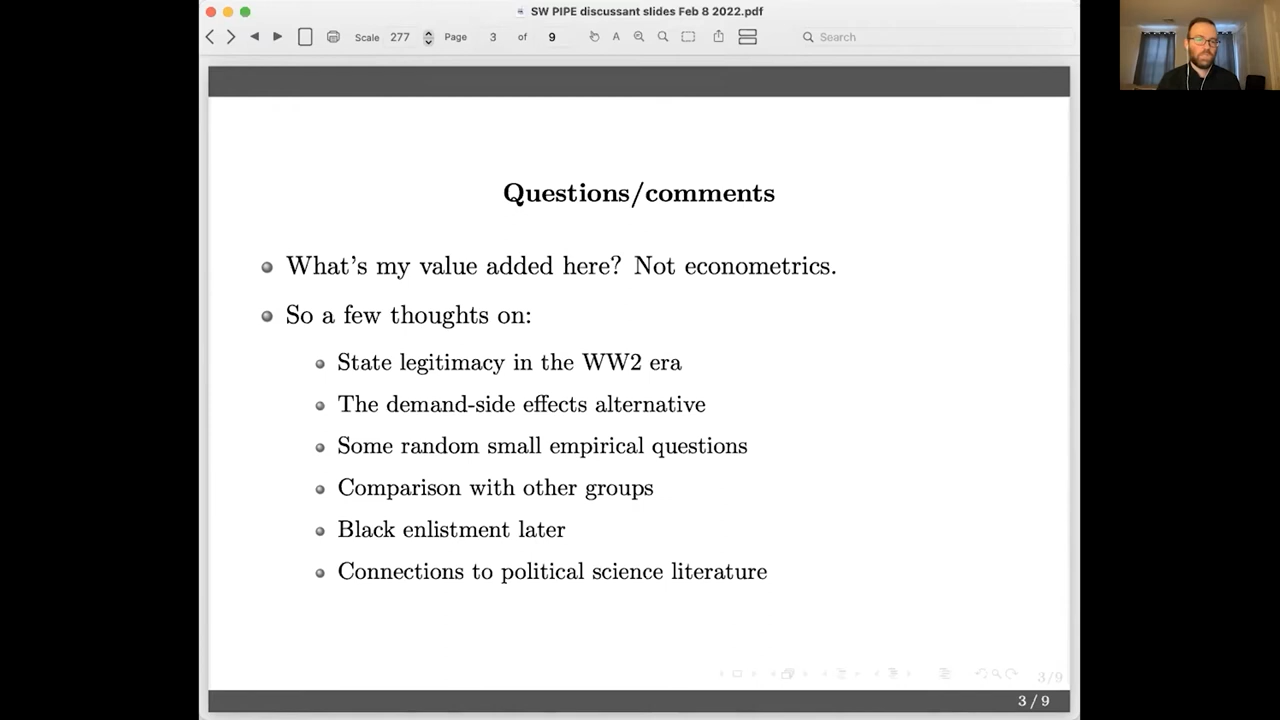 SW PIPE discussant slides Feb 8 2022.pdf
Scale 277 Page 3 of 9 A Search
Questions/comments
What's my value added here? Not econometrics.
So a few thoughts on:
State legitimacy in the WW2 era
The demand-side effects alternative
Some random small empirical questions
Comparison with other groups
Black enlistment later
Connections to political science literature
3/9
3 / 9